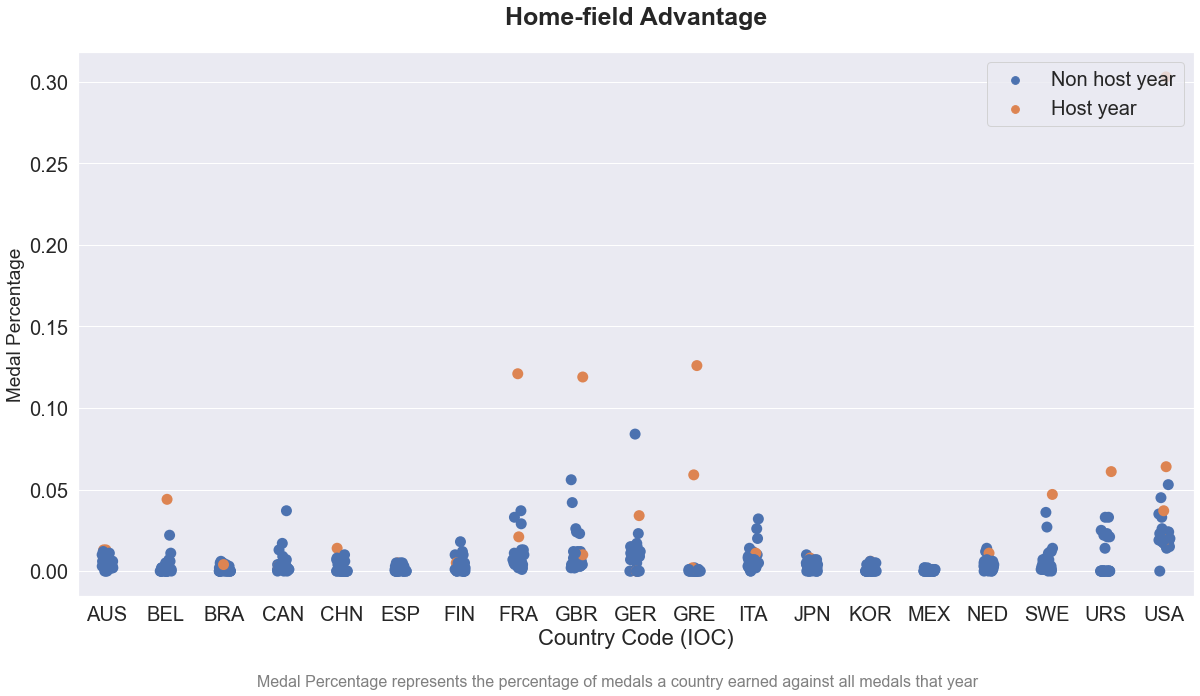 Home-field Advantage
Non host year
Host year
0.30
0.25
0.20
0.15
0.10
0.05
0.00
Medal Percentage
AUS BEL BRA CAN CHN ESP FIN FRA GBR GER GRE ITA JPN KOR MEX NED SWE URS USA
Country Code (IOC)
Medal Percentage represents the percentage of medals a country earned against all medals that year